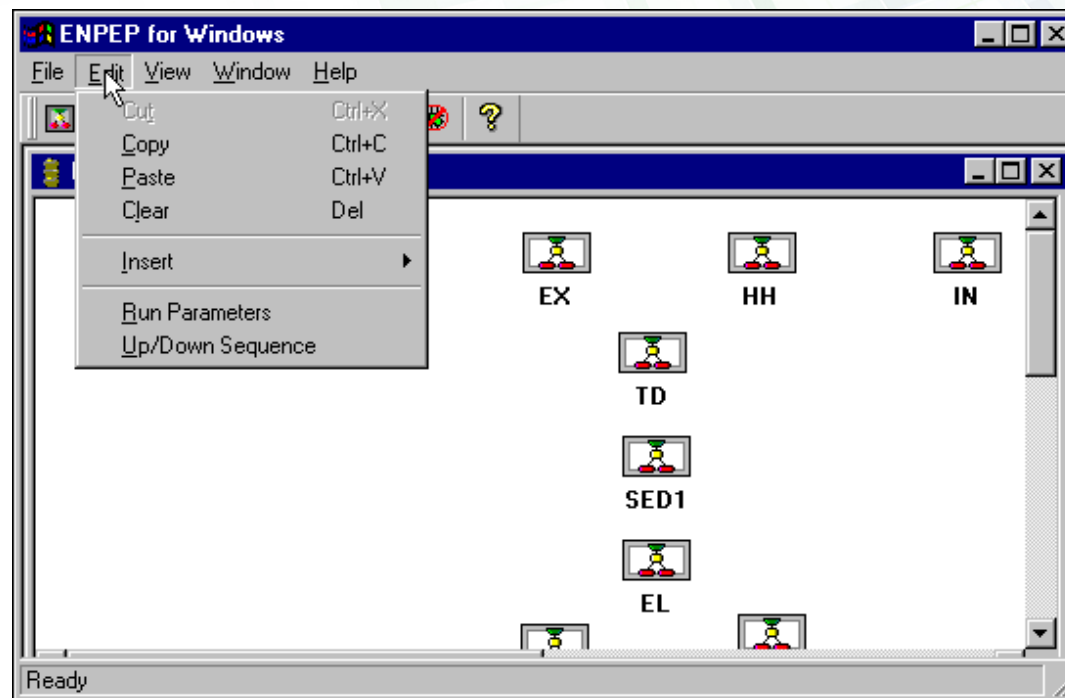 ENPEP for Windows
File Edit View Window Help
Cut Ctrl+X
Copy Ctrl+C
Paste Ctrl+V
Clear Del
Insert
Run Parameters
Up/Down Sequence
EX HH IN
TD
SED1
EL
Ready